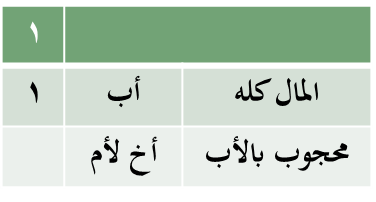 ١
المال كله أب ١
محجوب بالأب أخ لأم